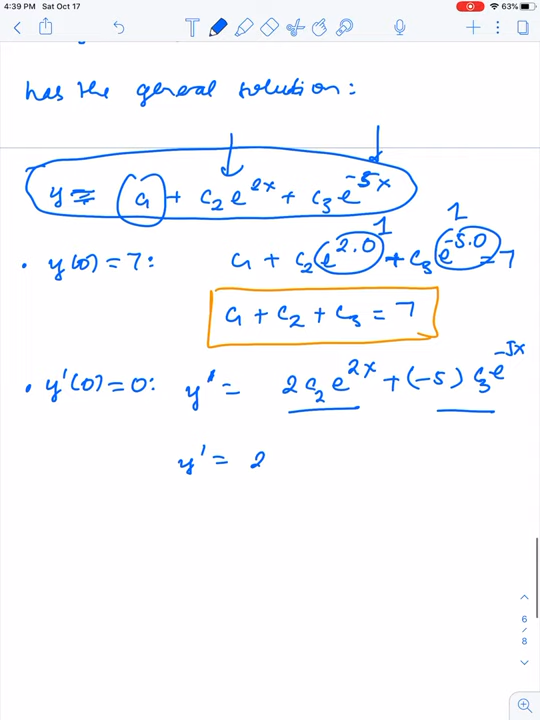 4:39 PM Sat Oct 17
63%
has the general solution:
y = c₁ + c₂e^{2x} + c₃e^{-5x}
1
1
• y(0) = 7: c₁ + c₂e^{2·0} + c₃e^{-5·0} = 7
c₁ + c₂ + c₃ = 7
• y'(0) = 0: y' = 2c₂e^{2x} + (-5)c₃e^{-5x}
y' = 2
6
/
8